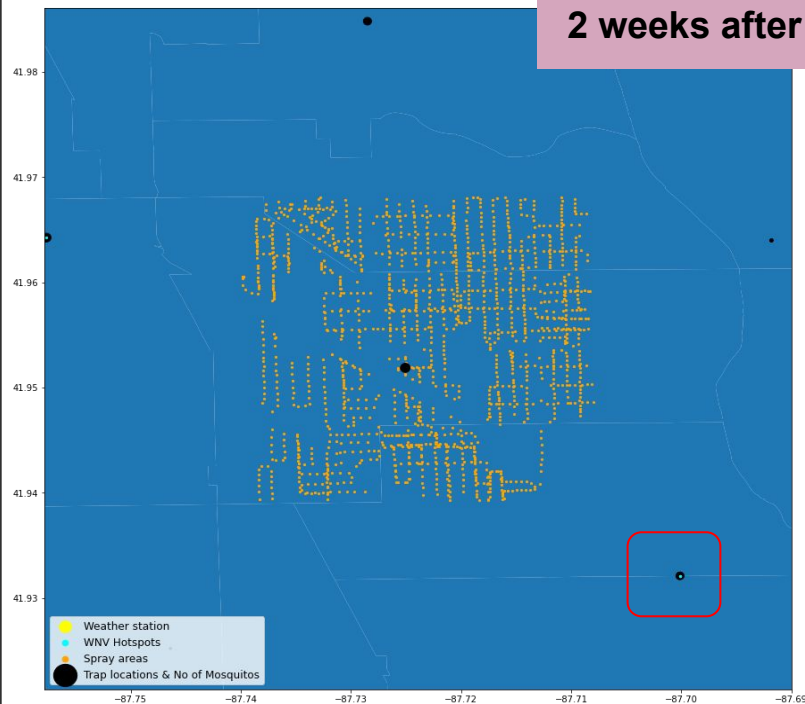 2 weeks after
41.98
41.97
41.96
41.95
41.94
41.93
Weather station
WNV Hotspots
Spray areas
Trap locations & No of Mosquitos
−87.75 −87.74 −87.73 −87.72 −87.71 −87.70 −87.69